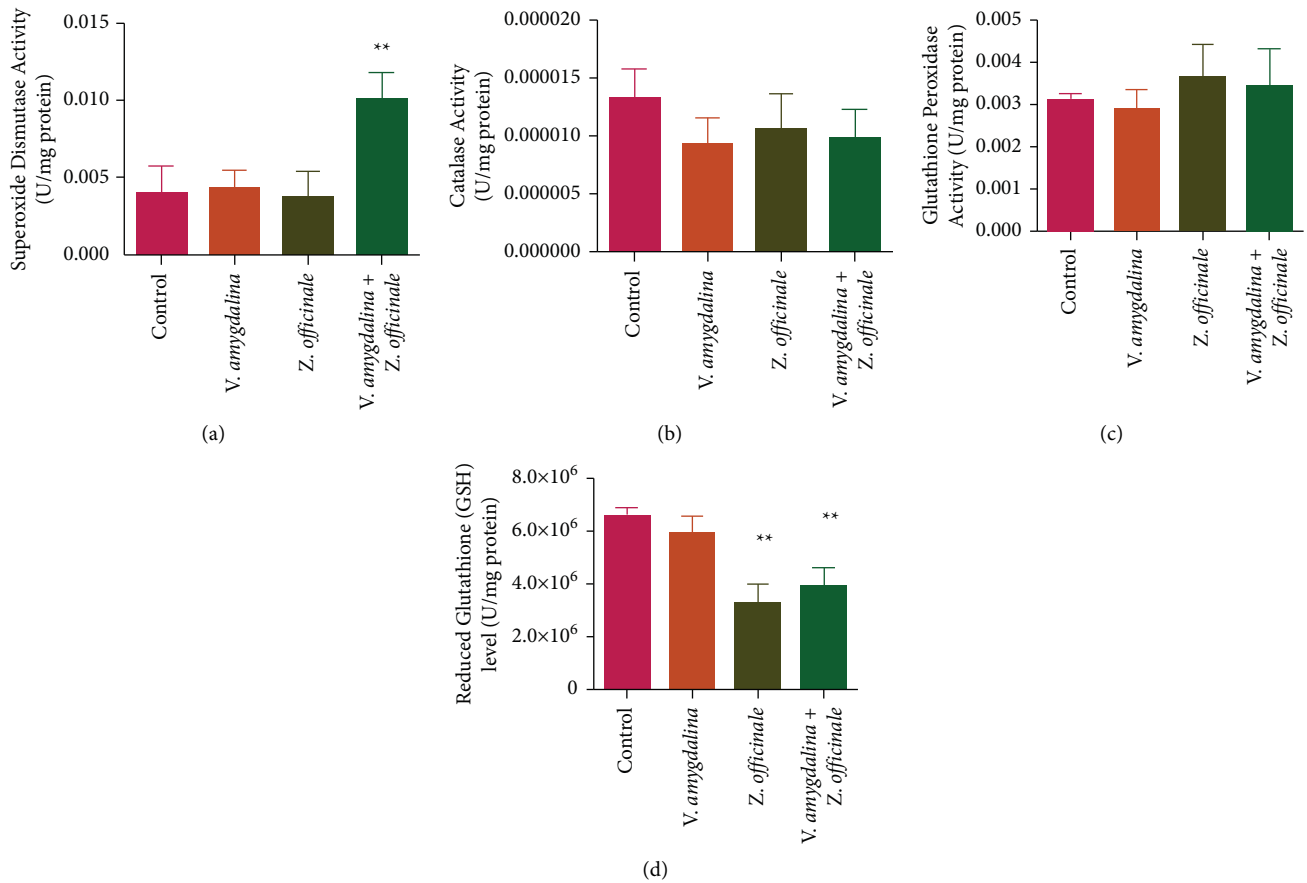 Superoxide Dismutase Activity
(U/mg protein)
0.015
0.010
0.005
0.000
**
Control
V. amygdalina
Z. officinale
V. amygdalina +
Z. officinale
(a)
Catalase Activity
(U/mg protein)
0.000020
0.000015
0.000010
0.000005
0.000000
Control
V. amygdalina
Z. officinale
V. amygdalina +
Z. officinale
(b)
Glutathione Peroxidase
Activity (U/mg protein)
0.005
0.004
0.003
0.002
0.001
0.000
Control
V. amygdalina
Z. officinale
V. amygdalina +
Z. officinale
(c)
Reduced Glutathione (GSH)
level (U/mg protein)
8.0×10⁶
6.0×10⁶
4.0×10⁶
2.0×10⁶
0
**
**
Control
V. amygdalina
Z. officinale
V. amygdalina +
Z. officinale
(d)